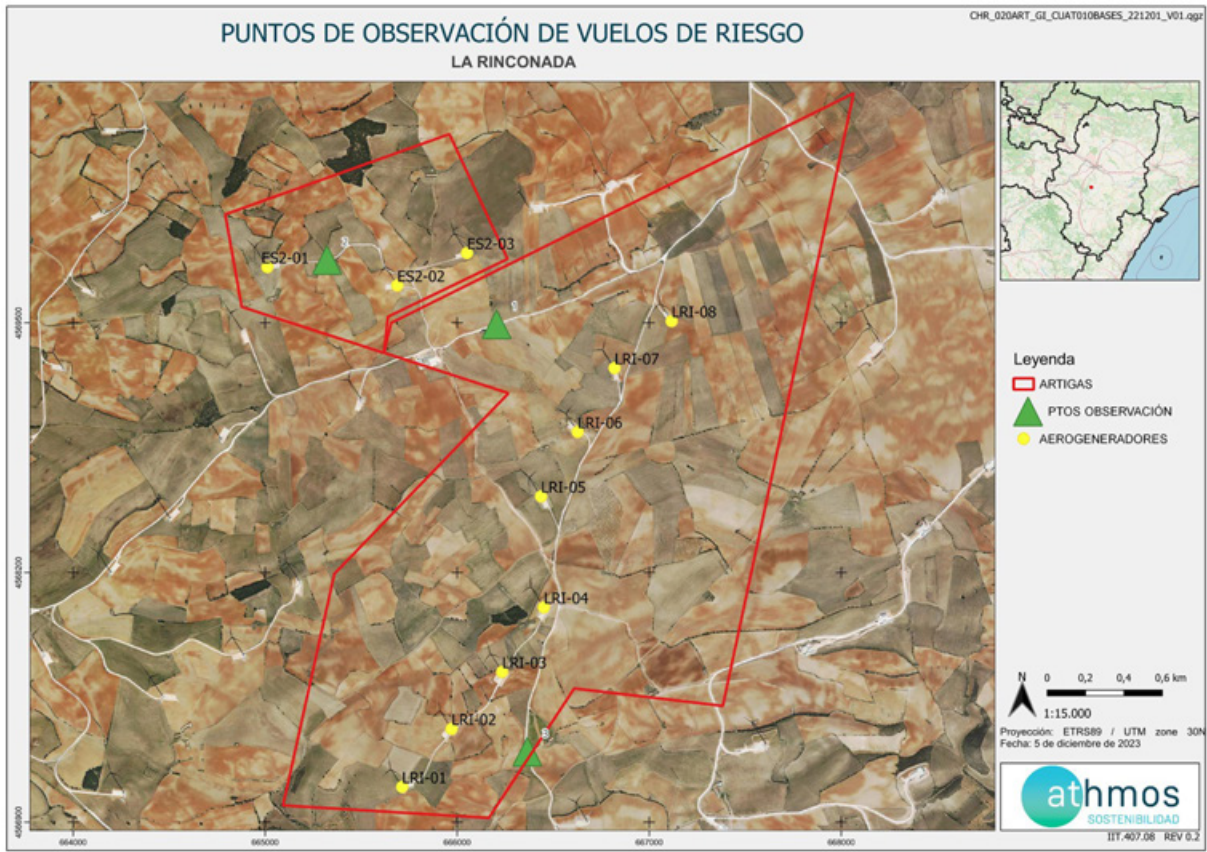 CHR_020ART_GI_CUAT010BASES_221201_V01.qgz
PUNTOS DE OBSERVACIÓN DE VUELOS DE RIESGO
LA RINCONADA
ES2-01
2
ES2-03
ES2-02
1
LRI-08
LRI-07
LRI-06
LRI-05
LRI-04
LRI-03
LRI-02
3
LRI-01
4569500
4568200
4566900
664000
665000
666000
667000
668000
Leyenda
ARTIGAS
PTOS OBSERVACIÓN
AEROGENERADORES
N
0 0,2 0,4 0,6 km
1:15.000
Proyección: ETRS89 / UTM zone 30N
Fecha: 5 de diciembre de 2023
athmos
SOSTENIBILIDAD
IIT.407.08 REV 0.2